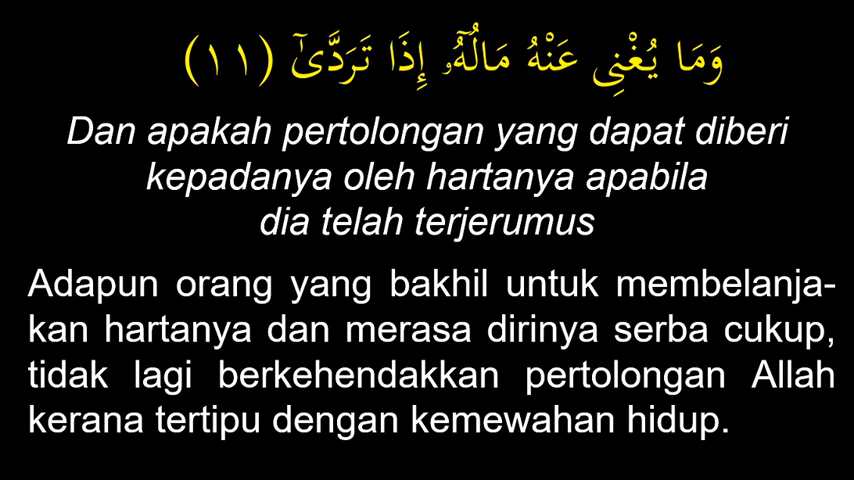 وَمَا يُغْنِى عَنْهُ مَالُهُۥٓ إِذَا تَرَدَّىٰٓ (١١)
Dan apakah pertolongan yang dapat diberi
kepadanya oleh hartanya apabila
dia telah terjerumus
Adapun orang yang bakhil untuk membelanja-
kan hartanya dan merasa dirinya serba cukup,
tidak lagi berkehendakkan pertolongan Allah
kerana tertipu dengan kemewahan hidup.